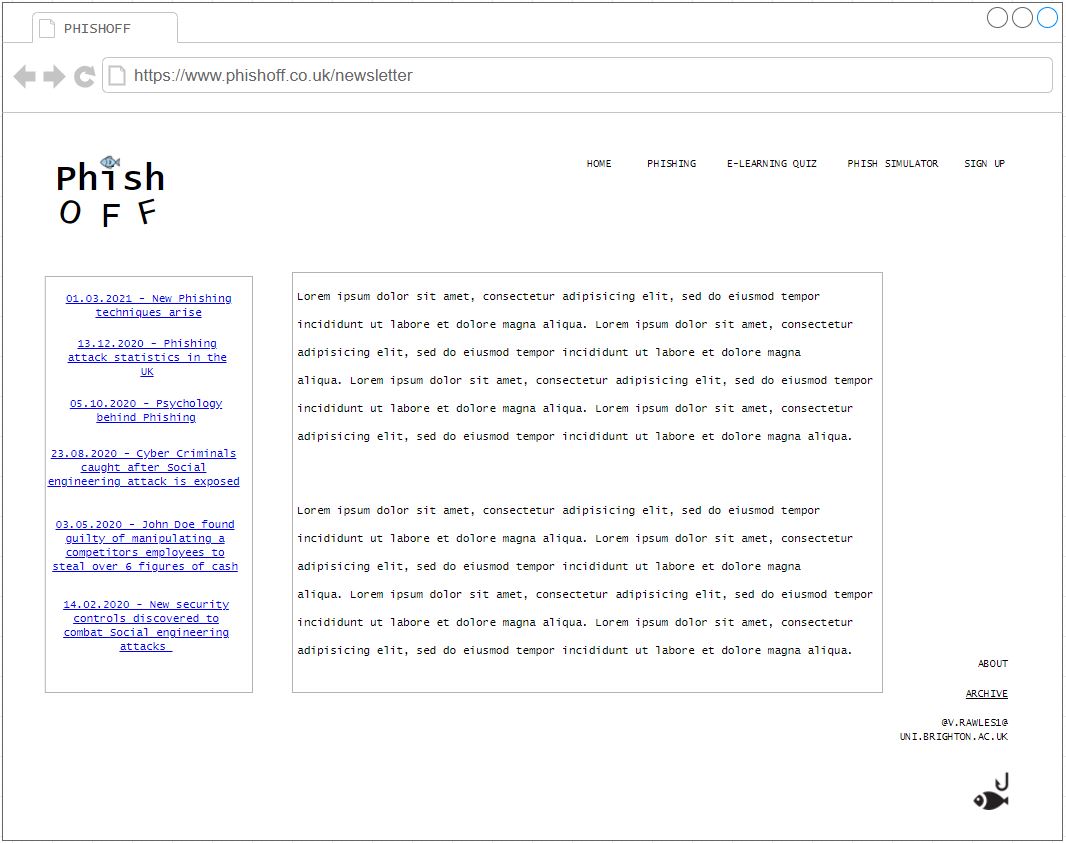 PHISHOFF
https://www.phishoff.co.uk/newsletter
Phish
OFF
HOME PHISHING E-LEARNING QUIZ PHISH SIMULATOR SIGN UP
01.03.2021 - New Phishing
techniques arise
13.12.2020 - Phishing
attack statistics in the
UK
05.10.2020 - Psychology
behind Phishing
23.08.2020 - Cyber Criminals
caught after Social
engineering attack is exposed
03.05.2020 - John Doe found
guilty of manipulating a
competitors employees to
steal over 6 figures of cash
14.02.2020 - New security
controls discovered to
combat Social engineering
attacks
Lorem ipsum dolor sit amet, consectetur adipisicing elit, sed do eiusmod tempor
incididunt ut labore et dolore magna aliqua. Lorem ipsum dolor sit amet, consectetur
adipisicing elit, sed do eiusmod tempor incididunt ut labore et dolore magna
aliqua. Lorem ipsum dolor sit amet, consectetur adipisicing elit, sed do eiusmod tempor
incididunt ut labore et dolore magna aliqua. Lorem ipsum dolor sit amet, consectetur
adipisicing elit, sed do eiusmod tempor incididunt ut labore et dolore magna aliqua.
Lorem ipsum dolor sit amet, consectetur adipisicing elit, sed do eiusmod tempor
incididunt ut labore et dolore magna aliqua. Lorem ipsum dolor sit amet, consectetur
adipisicing elit, sed do eiusmod tempor incididunt ut labore et dolore magna
aliqua. Lorem ipsum dolor sit amet, consectetur adipisicing elit, sed do eiusmod tempor
incididunt ut labore et dolore magna aliqua. Lorem ipsum dolor sit amet, consectetur
adipisicing elit, sed do eiusmod tempor incididunt ut labore et dolore magna aliqua.
ABOUT
ARCHIVE
@V.RAWLES1@
UNI.BRIGHTON.AC.UK